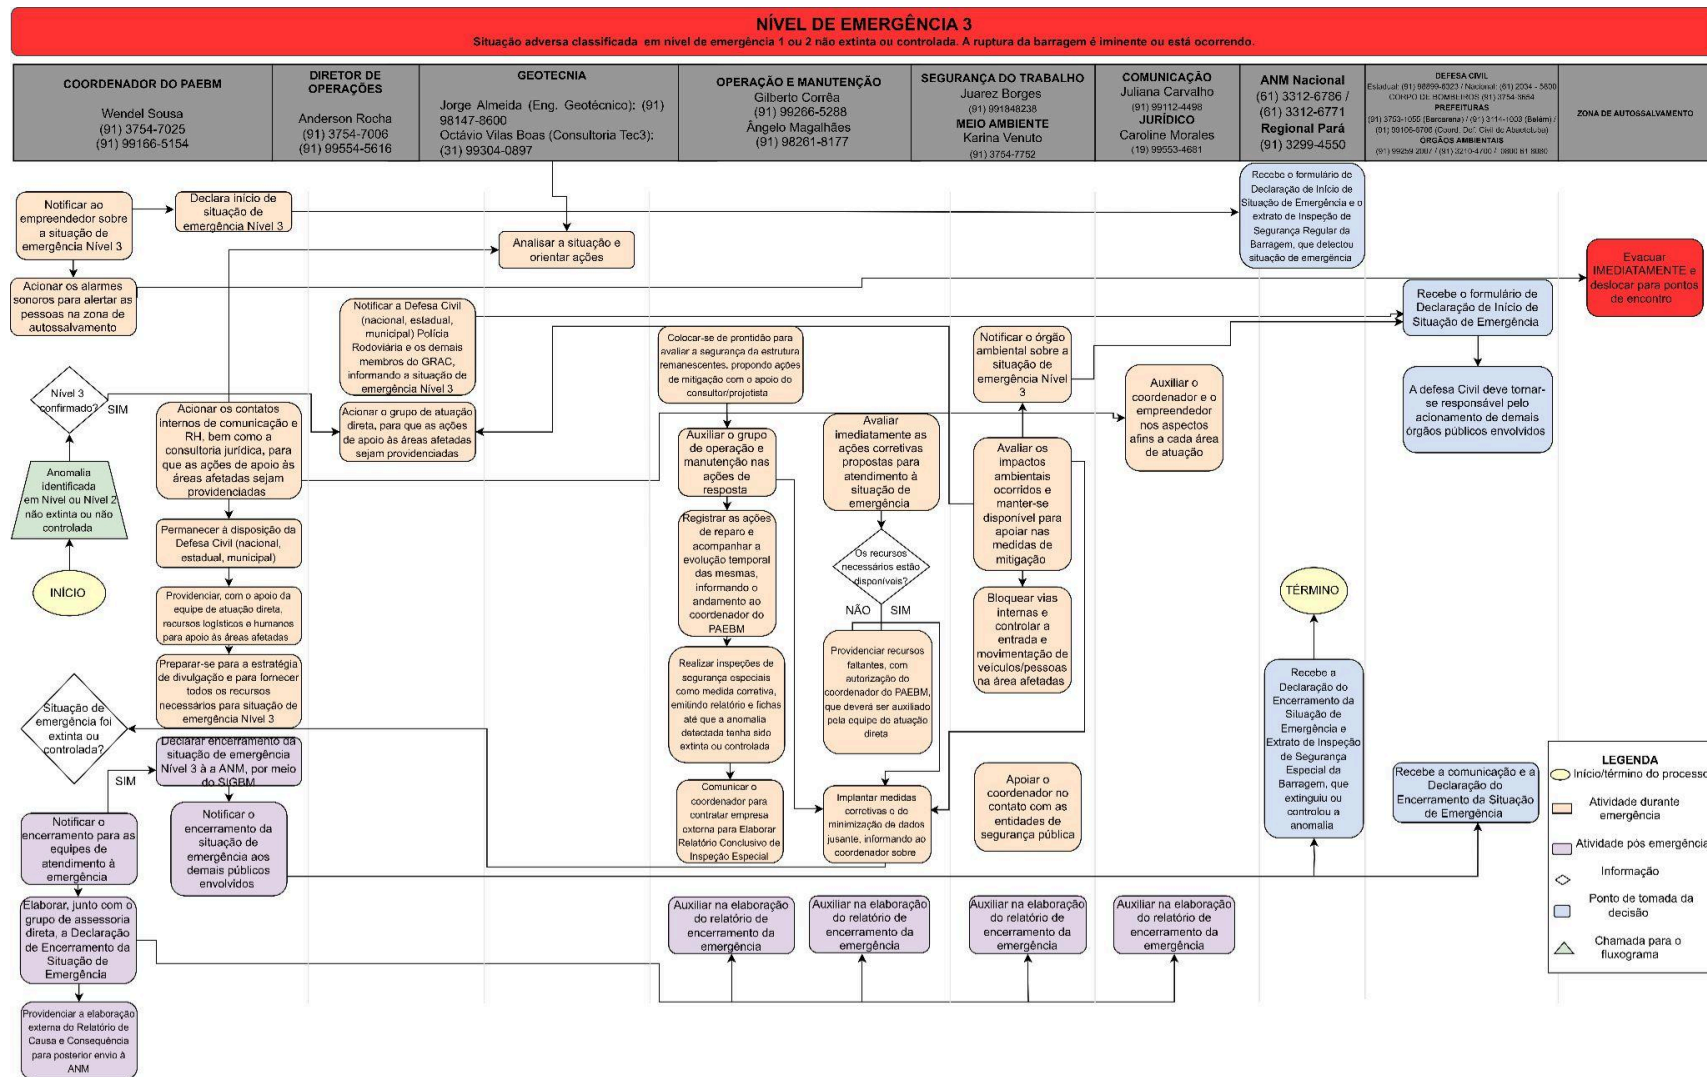 NÍVEL DE EMERGÊNCIA 3
Situação adversa classificada em nível de emergência 1 ou 2 não extinta ou controlada. A ruptura da barragem é iminente ou está ocorrendo.
COORDENADOR DO PAEBM
Wendel Sousa
(91) 3754-7025
(91) 99166-5154
DIRETOR DE
OPERAÇÕES
Anderson Rocha
(91) 3754-7006
(91) 99554-5616
GEOTECNIA
Jorge Almeida (Eng. Geotécnico): (91)
98147-8600
Octávio Vilas Boas (Consultoria Tec3):
(31) 99304-0897
OPERAÇÃO E MANUTENÇÃO
Gilberto Corrêa
(91) 99266-5288
Ângelo Magalhães
(91) 98261-8177
SEGURANÇA DO TRABALHO
Juarez Borges
(91) 991848238
MEIO AMBIENTE
Karina Venuto
(91) 3754-7752
COMUNICAÇÃO
Juliana Carvalho
(91) 99112-4498
JURÍDICO
Caroline Morales
(19) 99553-4681
ANM Nacional
(61) 3312-6786 /
(61) 3312-6771
Regional Pará
(91) 3299-4550
DEFESA CIVIL
Estadual: (91) / Nacional: (61)
CORPO DE BOMBEIROS (91)
PREFEITURAS
(Barcarena) / (Belém) /
(Coord. Def. Civil de Abaetetuba)
ÓRGÃOS AMBIENTAIS
ZONA DE AUTOSSALVAMENTO
Notificar ao
empreendedor sobre
a situação de
emergência Nível 3
Declara início de
situação de
emergência Nível 3
Recebe o formulário de
Declaração de Início de
Situação de Emergência e o
extrato de Inspeção de
Segurança Regular da
Barragem, que detectou
situação de emergência
Analisar a situação e
orientar ações
Evacuar
IMEDIATAMENTE e
deslocar para pontos
de encontro
Acionar os alarmes
sonoros para alertar as
pessoas na zona de
autossalvamento
Notificar a Defesa Civil
(nacional, estadual,
municipal) Polícia
Rodoviária e os demais
membros do GRAC,
informando a situação de
emergência Nível 3
Recebe o formulário de
Declaração de Início de
Situação de Emergência
Colocar-se de prontidão para
avaliar a segurança da estrutura
remanescentes, propondo ações
de mitigação com o apoio do
consultor/projetista
Notificar o órgão
ambiental sobre a
situação de
emergência Nível
3
Auxiliar o
coordenador e o
empreendedor
nos aspectos
afins a cada área
de atuação
A defesa Civil deve tornar-
se responsável pelo
acionamento de demais
órgãos públicos envolvidos
Nível 3
confirmado?
SIM
Acionar os contatos
internos de comunicação e
RH, bem como a
consultoria jurídica, para
que as ações de apoio às
áreas afetadas sejam
providenciadas
Acionar o grupo de atuação
direta, para que as ações
de apoio às áreas afetadas
sejam providenciadas
Auxiliar o grupo
de operação e
manutenção nas
ações de
resposta
Avaliar
imediatamente as
ações corretivas
propostas para
atendimento à
situação de
emergência
Avaliar os
impactos
ambientais
ocorridos e
manter-se
disponível para
apoiar nas
medidas de
mitigação
Anomalia
identificada
em Nível ou Nível 2
não extinta ou não
controlada
Permanecer à disposição da
Defesa Civil (nacional,
estadual, municipal)
Registrar as ações
de reparo e
acompanhar a
evolução temporal
das mesmas,
informando o
andamento ao
coordenador do
PAEBM
Os recursos
necessários estão
disponíveis?
NÃO
SIM
INÍCIO
Providenciar, com o apoio da
equipe de atuação direta,
recursos logísticos e humanos
para apoio às áreas afetadas
Bloquear vias
internas e
controlar a
entrada e
movimentação de
veículos/pessoas
na área afetadas
TÉRMINO
Preparar-se para a estratégia
de divulgação e para fornecer
todos os recursos
necessários para situação de
emergência Nível 3
Realizar inspeções de
segurança especiais
como medida corretiva,
emitindo relatório e fichas
até que a anomalia
detectada tenha sido
extinta ou controlada
Providenciar recursos
faltantes, com
autorização do
coordenador do PAEBM,
que deverá ser auxiliado
pela equipe de atuação
direta
Recebe a
Declaração do
Encerramento da
Situação de
Emergência e
Extrato de Inspeção
de Segurança
Especial da
Barragem, que
extinguiu ou
controlou a
anomalia
Situação de
emergência foi
extinta ou
controlada?
SIM
Declarar encerramento da
situação de emergência
Nível 3 à a ANM, por meio
do SIGBM
Comunicar o
coordenador para
contratar empresa
externa para Elaborar
Relatório Conclusivo de
Inspeção Especial
Implantar medidas
corretivas e de
minimização de dados
jusante, informando ao
coordenador sobre
Apoiar o
coordenador no
contato com as
entidades de
segurança pública
Recebe a comunicação e a
Declaração do
Encerramento da Situação
de Emergência
Notificar o
encerramento para as
equipes de
atendimento à
emergência
Notificar o
encerramento da
situação de
emergência aos
demais públicos
envolvidos
Elaborar, junto com o
grupo de assessoria
direta, a Declaração
de Encerramento da
Situação de
Emergência
Auxiliar na elaboração
do relatório de
encerramento da
emergência
Auxiliar na elaboração
do relatório de
encerramento da
emergência
Auxiliar na elaboração
do relatório de
encerramento da
emergência
Auxiliar na elaboração
do relatório de
encerramento da
emergência
Providenciar a elaboração
externa do Relatório de
Causa e Consequência
para posterior envio à
ANM
LEGENDA
Início/término do processo
Atividade durante
emergência
Atividade pós emergência
Informação
Ponto de tomada da
decisão
Chamada para o
fluxograma